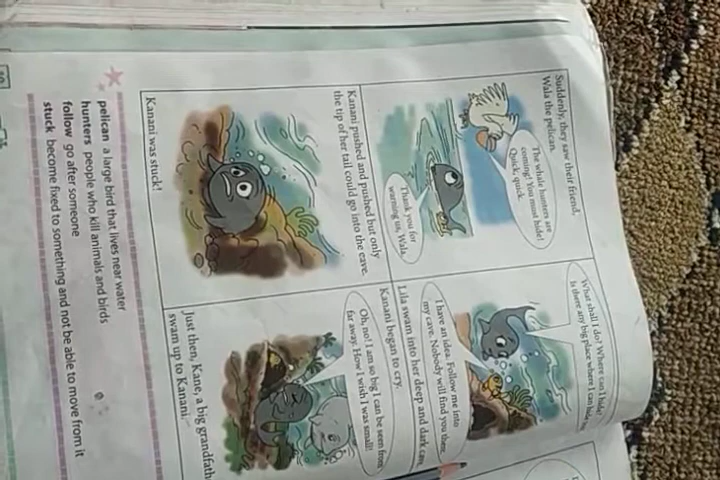 Suddenly, they saw their friend,
Wala the pelican.
The whale hunters are
coming! You must hide!
Quick, quick.
Thank you for
warning us, Wala.
What shall I do? Where can I hide?
Is there any big place where I can hide?
I have an idea. Follow me into
my cave. Nobody will find you there.
Kanani pushed and pushed but only
the tip of her tail could go into the cave.
Kanani was stuck!
Lila swam into her deep and dark cave.
Kanani began to cry.
Oh, no! I am so big I can be seen from
far away. How I wish I was small!
Just then, Kane, a big
swam up to Kanani.
pelican a large bird that lives near water
hunters people who kill animals and birds
follow go after someone
stuck become fixed to something and not be able to move from it